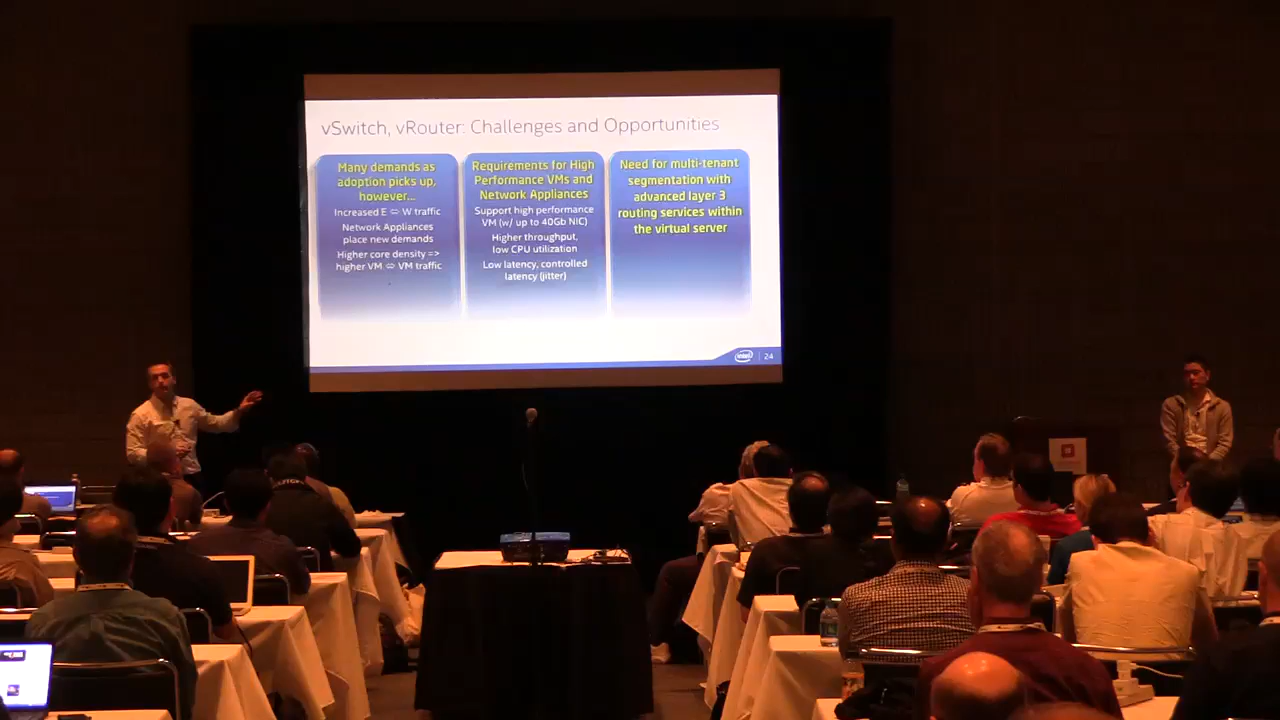 vSwitch, vRouter: Challenges and Opportunities
Many demands as
adoption picks up,
however...
Increased E ⇔ W traffic
Network Appliances
place new demands
Higher core density =>
higher VM ⇔ VM traffic
Requirements for High
Performance VMs and
Network Appliances
Support high performance
VM (w/ up to 40Gb NIC)
Higher throughput,
low CPU utilization
Low latency, controlled
latency (jitter)
Need for multi-tenant
segmentation with
advanced layer 3
routing services within
the virtual server
intel
24